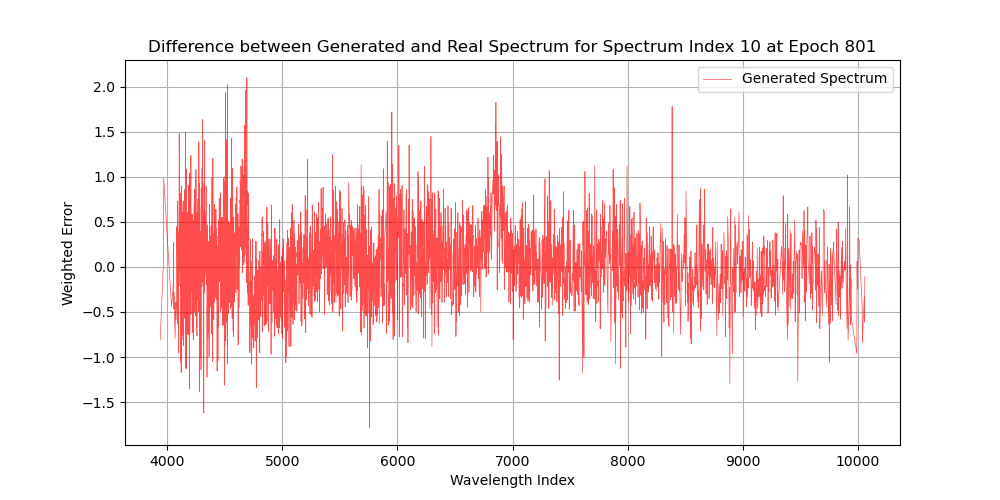 Difference between Generated and Real Spectrum for Spectrum Index 10 at Epoch 801
Generated Spectrum
Weighted Error
2.0
1.5
1.0
0.5
0.0
−0.5
−1.0
−1.5
4000 5000 6000 7000 8000 9000 10000
Wavelength Index